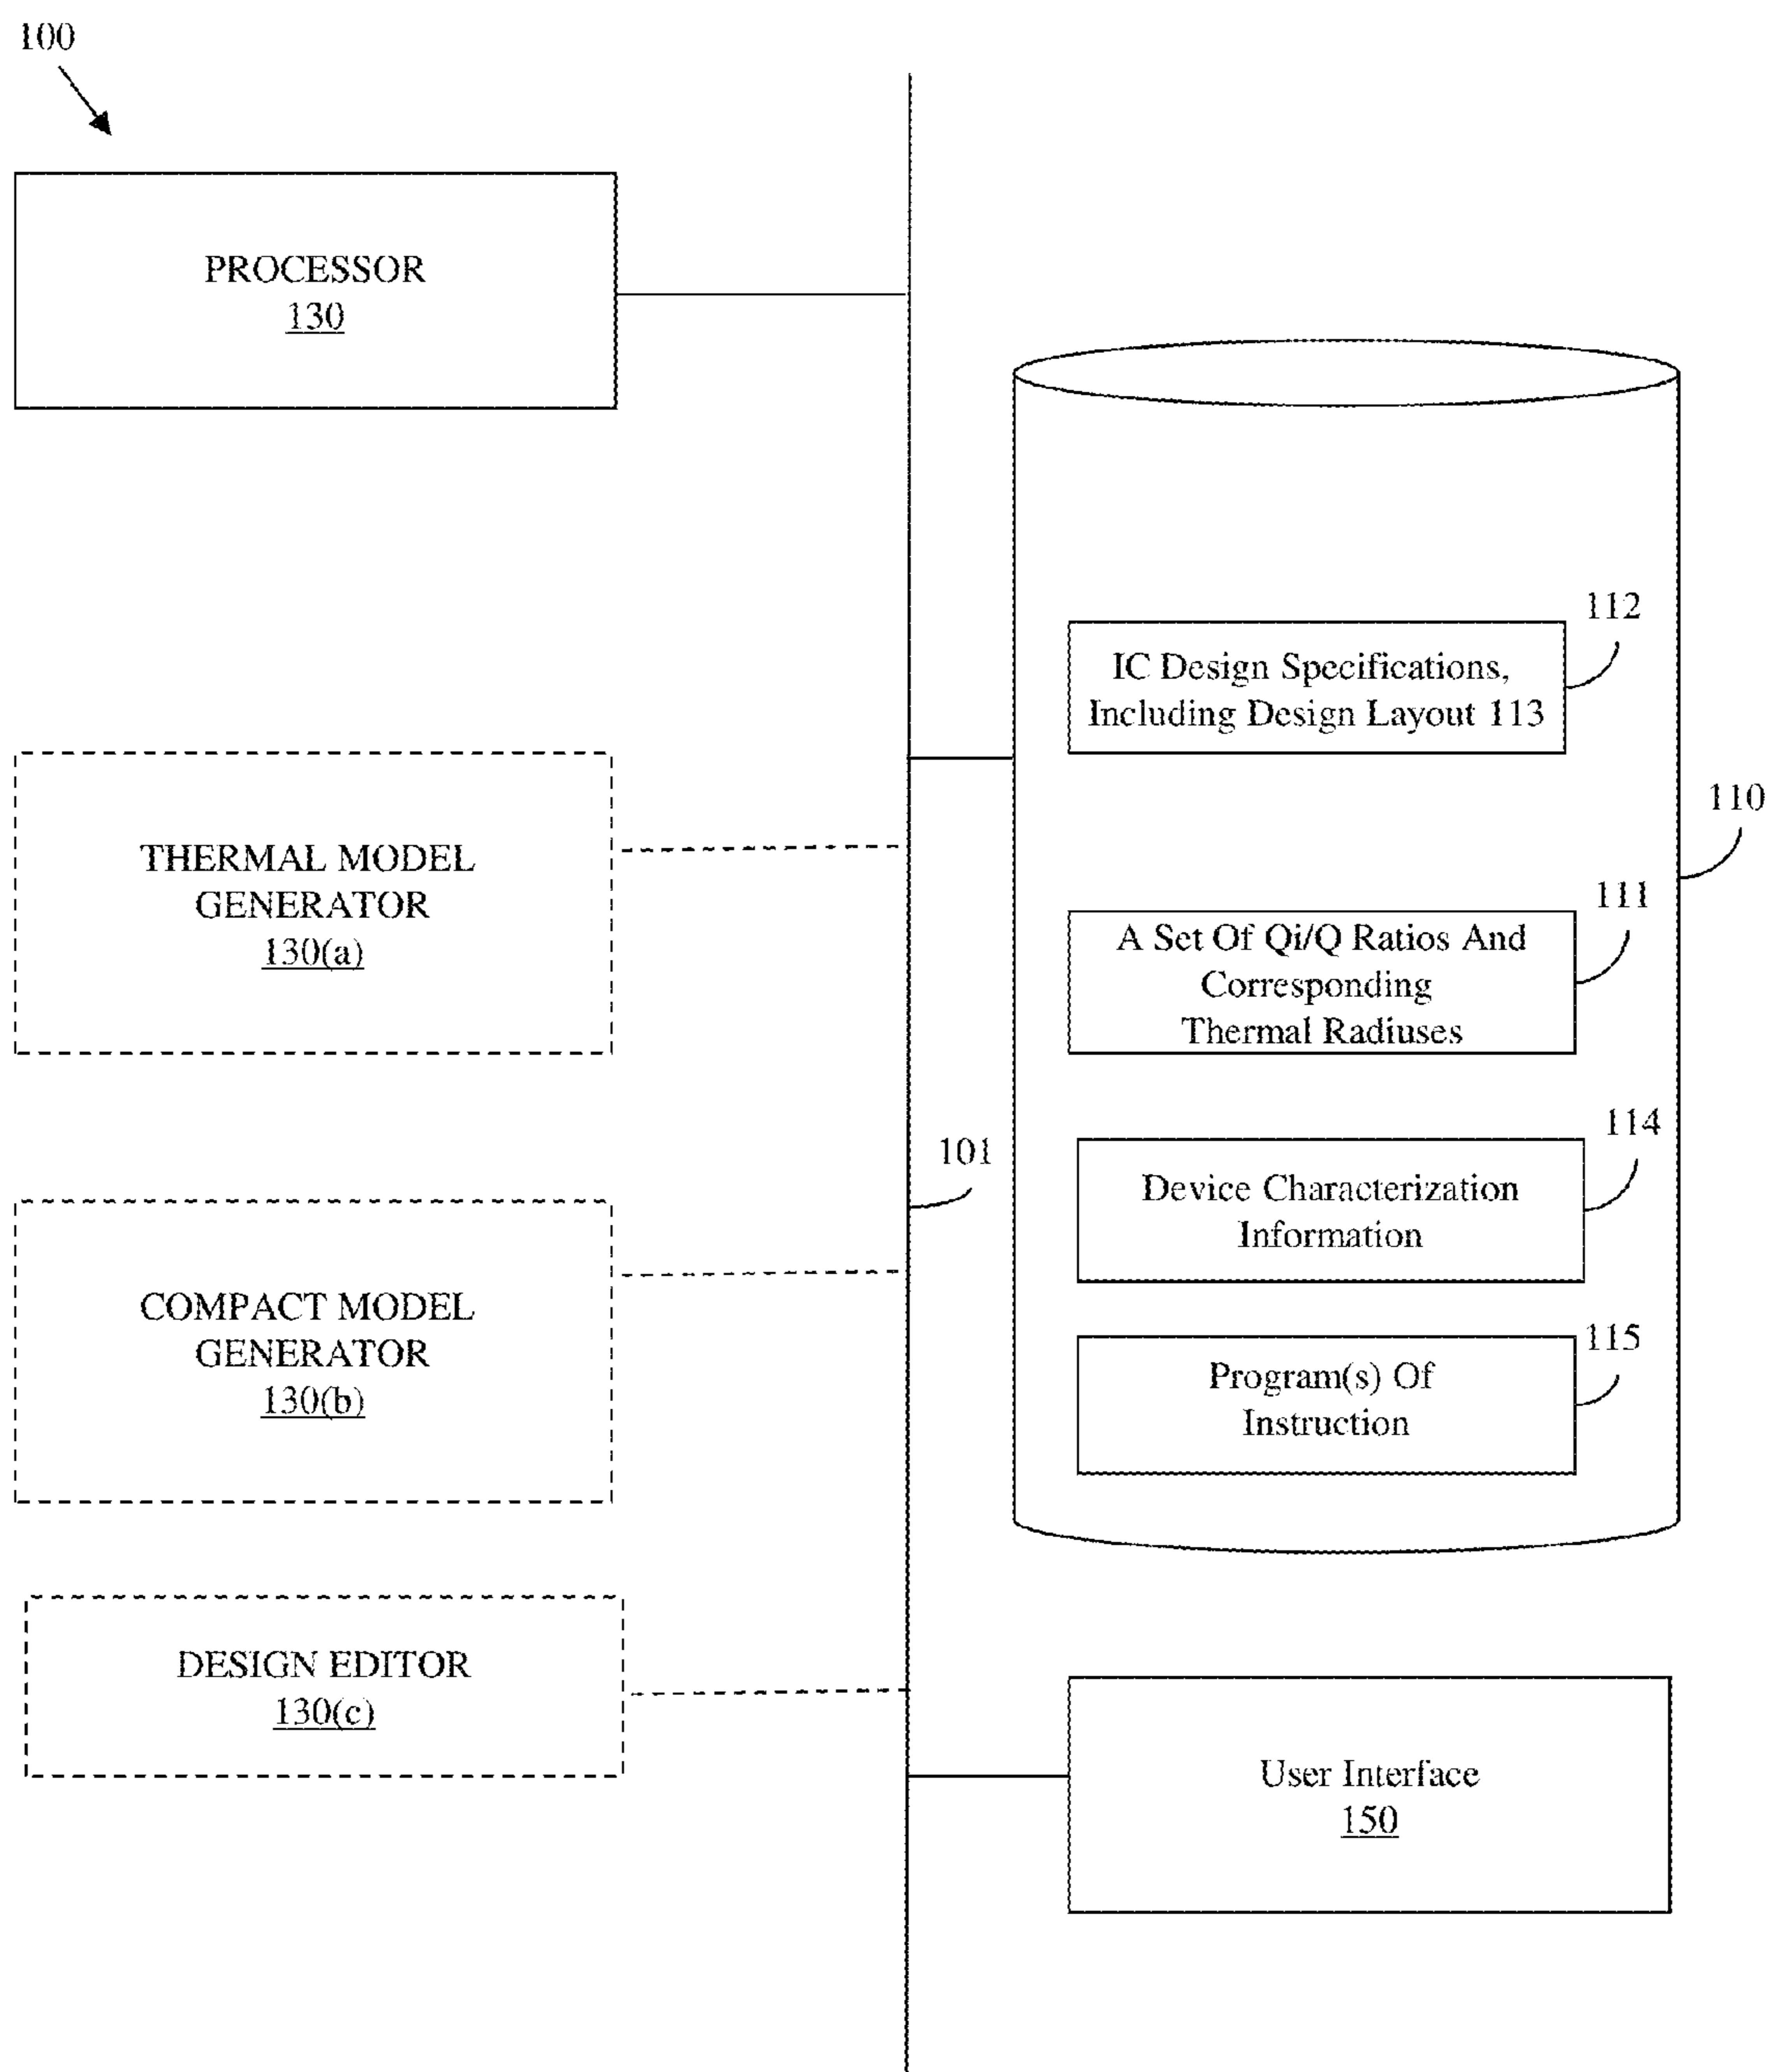 100
PROCESSOR
130
112
IC Design Specifications,
Including Design Layout 113
110
THERMAL MODEL
GENERATOR
130(a)
111
A Set Of Qi/Q Ratios And
Corresponding
Thermal Radiuses
101
114
Device Characterization
Information
COMPACT MODEL
GENERATOR
130(b)
115
Program(s) Of
Instruction
DESIGN EDITOR
130(c)
User Interface
150